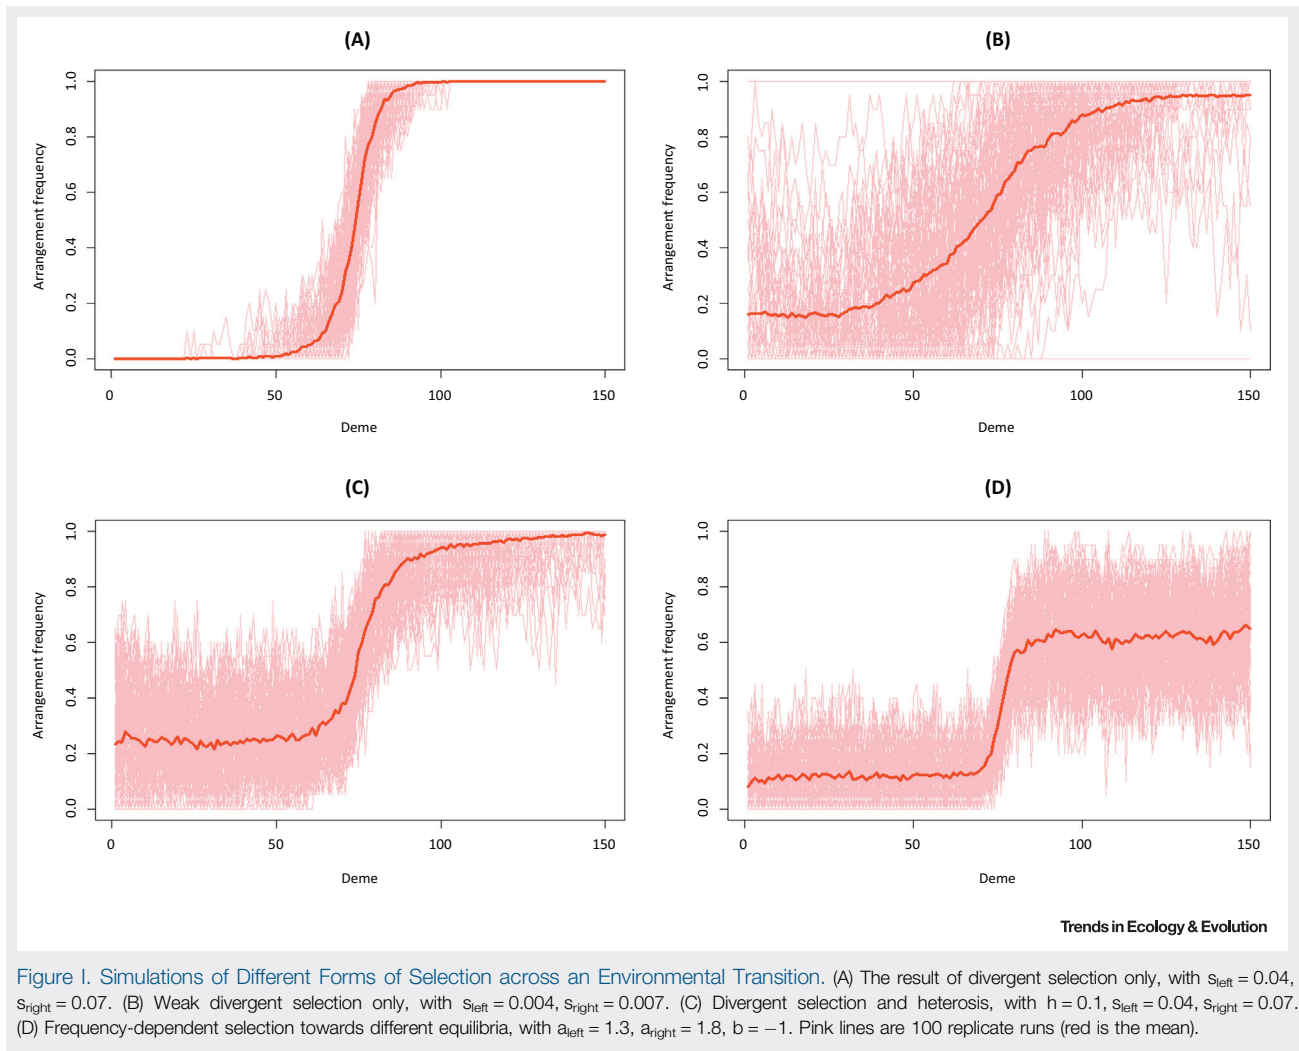 (A)
Arrangement frequency
1.0
0.8
0.6
0.4
0.2
0.0
0 50 100 150
Deme
(B)
Arrangement frequency
1.0
0.8
0.6
0.4
0.2
0.0
0 50 100 150
Deme
(C)
Arrangement frequency
1.0
0.8
0.6
0.4
0.2
0.0
0 50 100 150
Deme
(D)
Arrangement frequency
1.0
0.8
0.6
0.4
0.2
0.0
0 50 100 150
Deme
Trends in Ecology & Evolution
Figure I. Simulations of Different Forms of Selection across an Environmental Transition. (A) The result of divergent selection only, with sleft = 0.04,
sright = 0.07. (B) Weak divergent selection only, with sleft = 0.004, sright = 0.007. (C) Divergent selection and heterosis, with h = 0.1, sleft = 0.04, sright = 0.07.
(D) Frequency-dependent selection towards different equilibria, with aleft = 1.3, aright = 1.8, b = −1. Pink lines are 100 replicate runs (red is the mean).